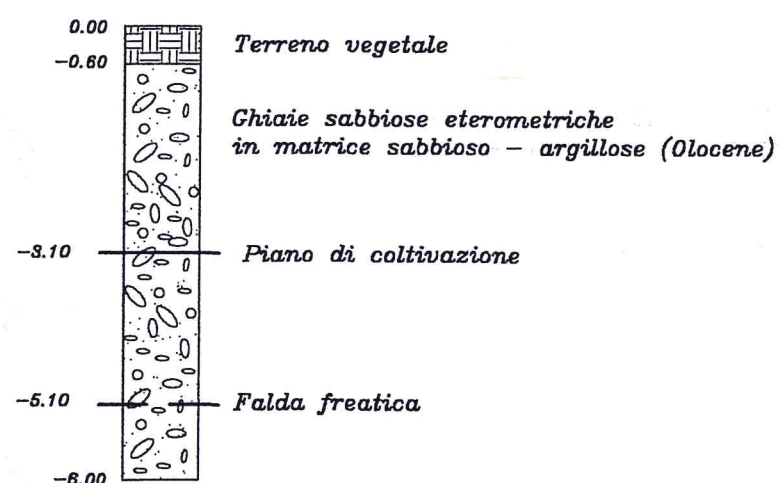 0.00
Terreno vegetale
-0.60
Ghiaie sabbiose eterometriche
in matrice sabbioso - argillose (Olocene)
-3.10 Piano di coltivazione
-5.10 Falda freatica
-6.00